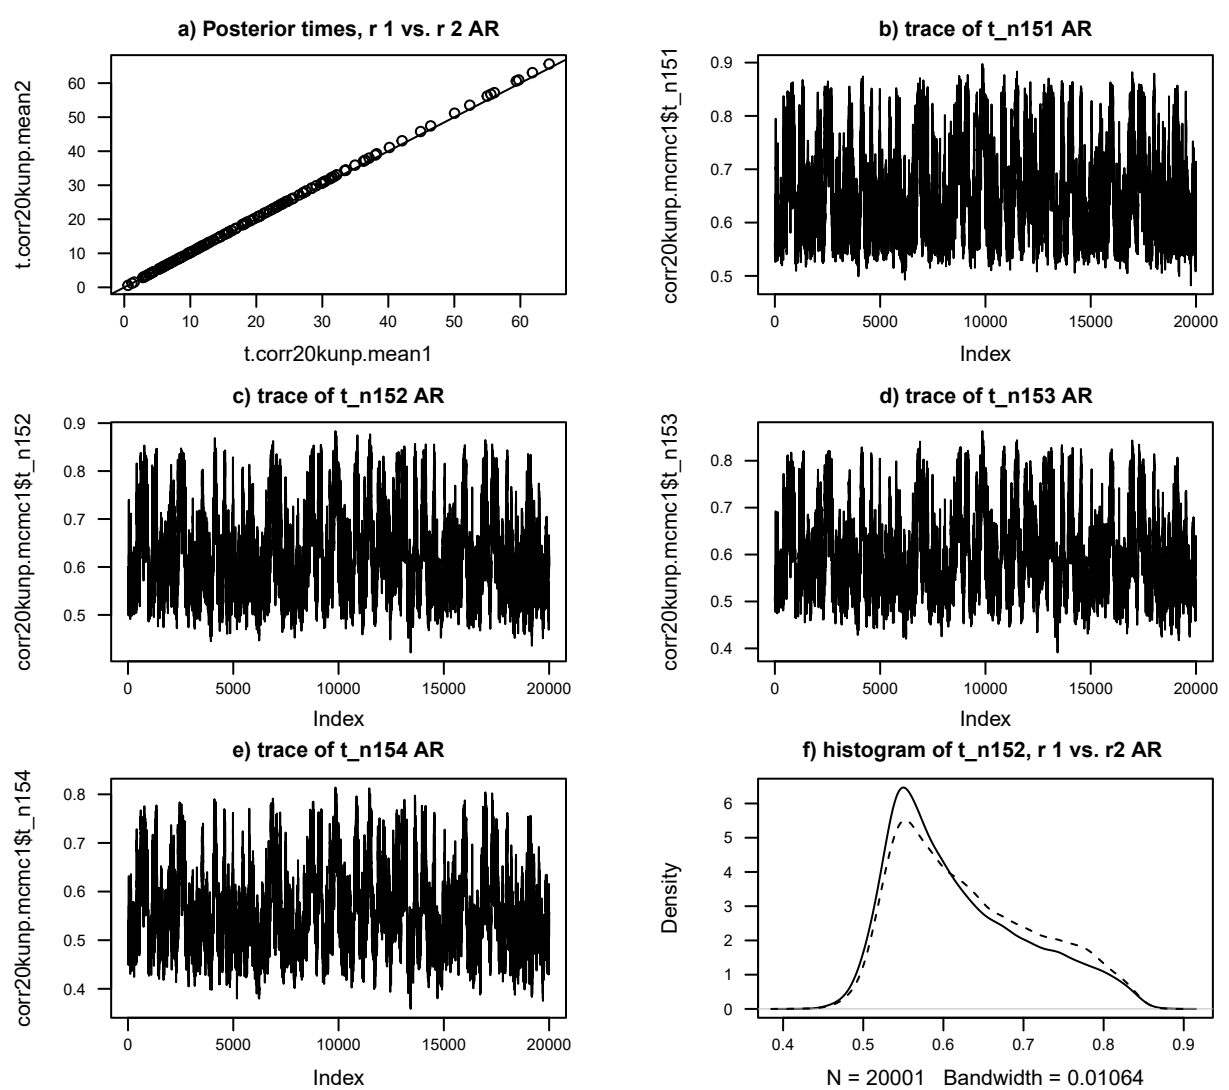 a) Posterior times, r 1 vs. r 2 AR
t.corr20kunp.mean2
60
50
40
30
20
10
0
0 10 20 30 40 50 60
t.corr20kunp.mean1
b) trace of t_n151 AR
corr20kunp.mcmc1$t_n151
0.9
0.8
0.7
0.6
0.5
0 5000 10000 15000 20000
Index
c) trace of t_n152 AR
corr20kunp.mcmc1$t_n152
0.9
0.8
0.7
0.6
0.5
0 5000 10000 15000 20000
Index
d) trace of t_n153 AR
corr20kunp.mcmc1$t_n153
0.8
0.7
0.6
0.5
0.4
0 5000 10000 15000 20000
Index
e) trace of t_n154 AR
corr20kunp.mcmc1$t_n154
0.8
0.7
0.6
0.5
0.4
0 5000 10000 15000 20000
Index
f) histogram of t_n152, r 1 vs. r2 AR
Density
6
5
4
3
2
1
0
0.4 0.5 0.6 0.7 0.8 0.9
N = 20001 Bandwidth = 0.01064